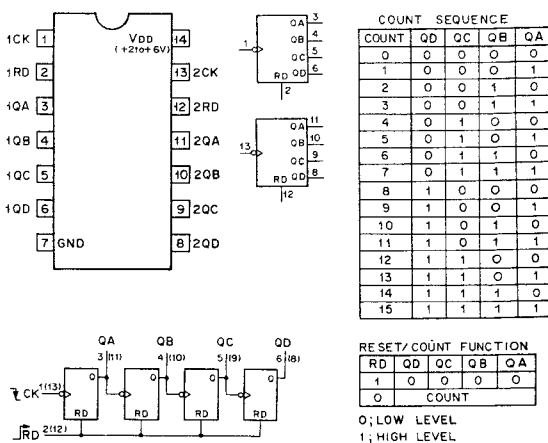 1CK 1
1RD 2
1QA 3
1QB 4
1QC 5
1QD 6
7 GND
VDD 14
(+2to+6V)
13 2CK
12 2RD
11 2QA
10 2QB
9 2QC
8 2QD
1
QA 3
QB 4
QC 5
RD QD 6
2
13
QA 11
QB 10
QC 9
RD QD 8
12
COUNT SEQUENCE
COUNT QD QC QB QA
0 0 0 0 0
1 0 0 0 1
2 0 0 1 0
3 0 0 1 1
4 0 1 0 0
5 0 1 0 1
6 0 1 1 0
7 0 1 1 1
8 1 0 0 0
9 1 0 0 1
10 1 0 1 0
11 1 0 1 1
12 1 1 0 0
13 1 1 0 1
14 1 1 1 0
15 1 1 1 1
QA QB QC QD
3(11) 4(10) 5(9) 6(8)
CK 1(13) Q Q Q Q
RD RD RD RD
RD 2(12)
RESET/COUNT FUNCTION
RD QD QC QB QA
1 0 0 0 0
0 COUNT
0; LOW LEVEL
1; HIGH LEVEL